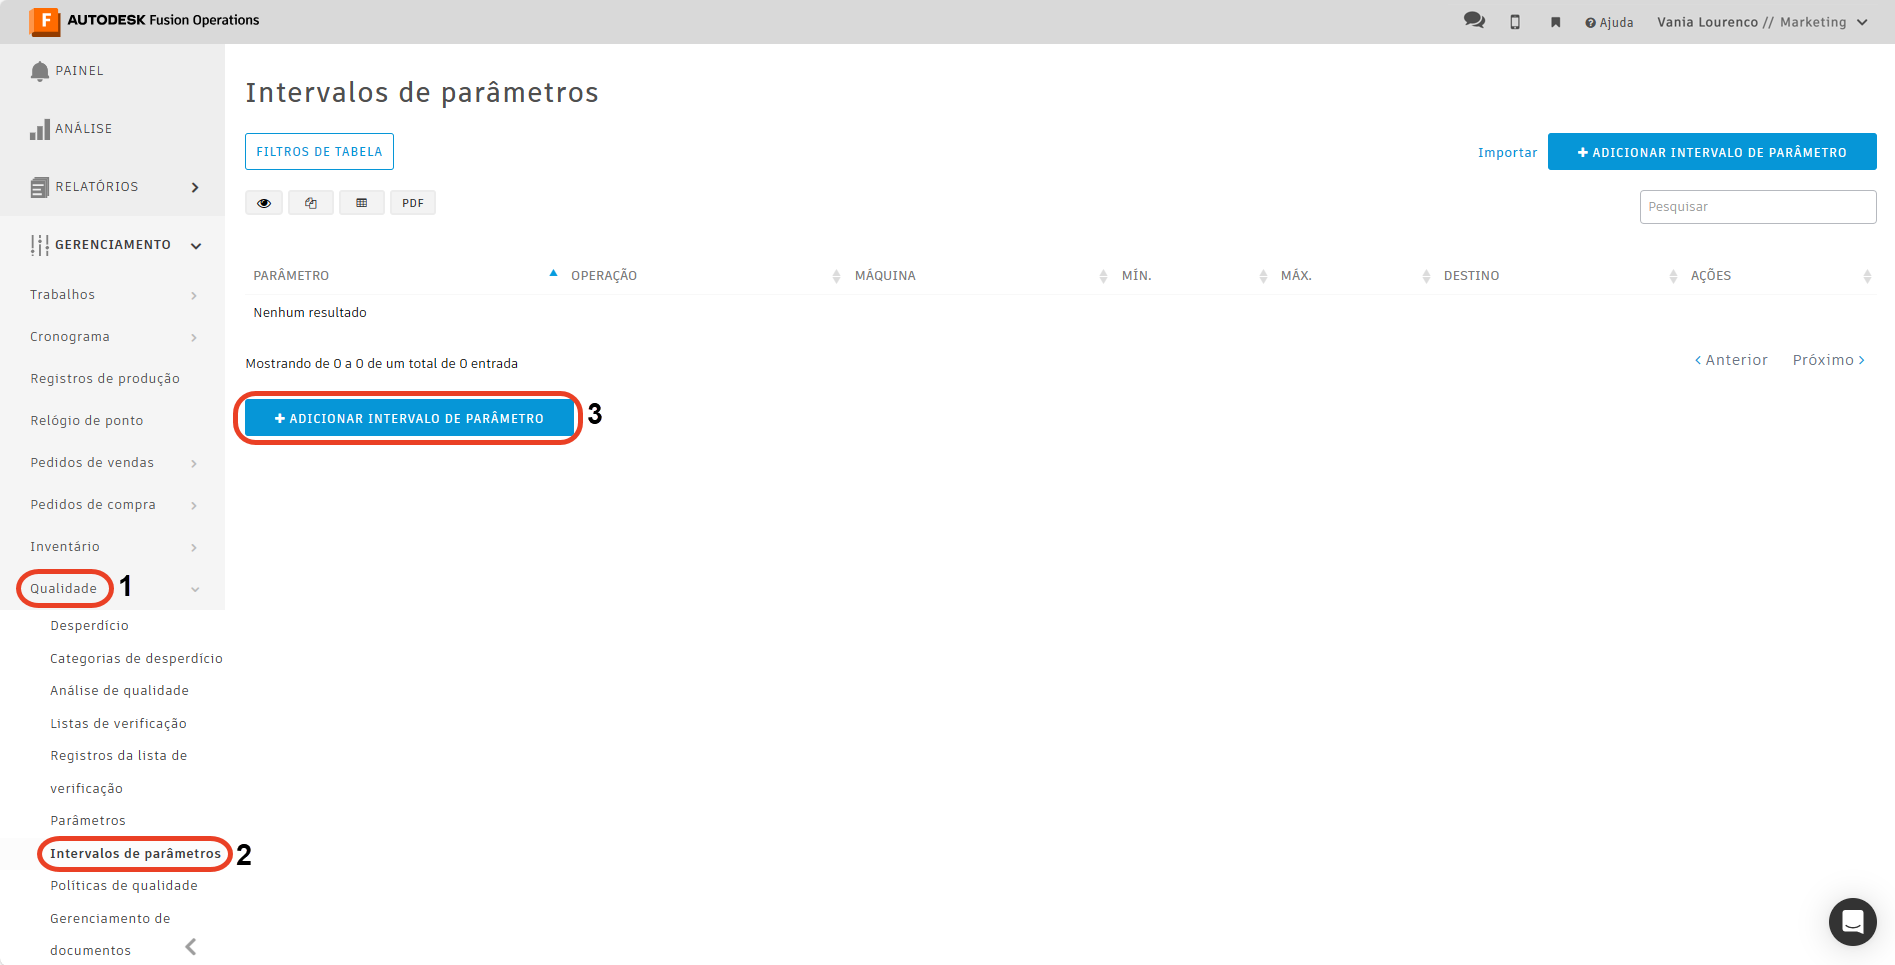 AUTODESK Fusion Operations
Ajuda
Vania Lourenco // Marketing
PAINEL
ANÁLISE
RELATÓRIOS
GERENCIAMENTO
Trabalhos
Cronograma
Registros de produção
Relógio de ponto
Pedidos de vendas
Pedidos de compra
Inventário
Qualidade 1
Desperdício
Categorias de desperdício
Análise de qualidade
Listas de verificação
Registros da lista de
verificação
Parâmetros
Intervalos de parâmetros 2
Políticas de qualidade
Gerenciamento de
documentos
Intervalos de parâmetros
FILTROS DE TABELA
Importar
+ ADICIONAR INTERVALO DE PARÂMETRO
PDF
Pesquisar
PARÂMETRO OPERAÇÃO MÁQUINA MÍN. MÁX. DESTINO AÇÕES
Nenhum resultado
Mostrando de 0 a 0 de um total de 0 entrada
< Anterior Próximo >
+ ADICIONAR INTERVALO DE PARÂMETRO 3